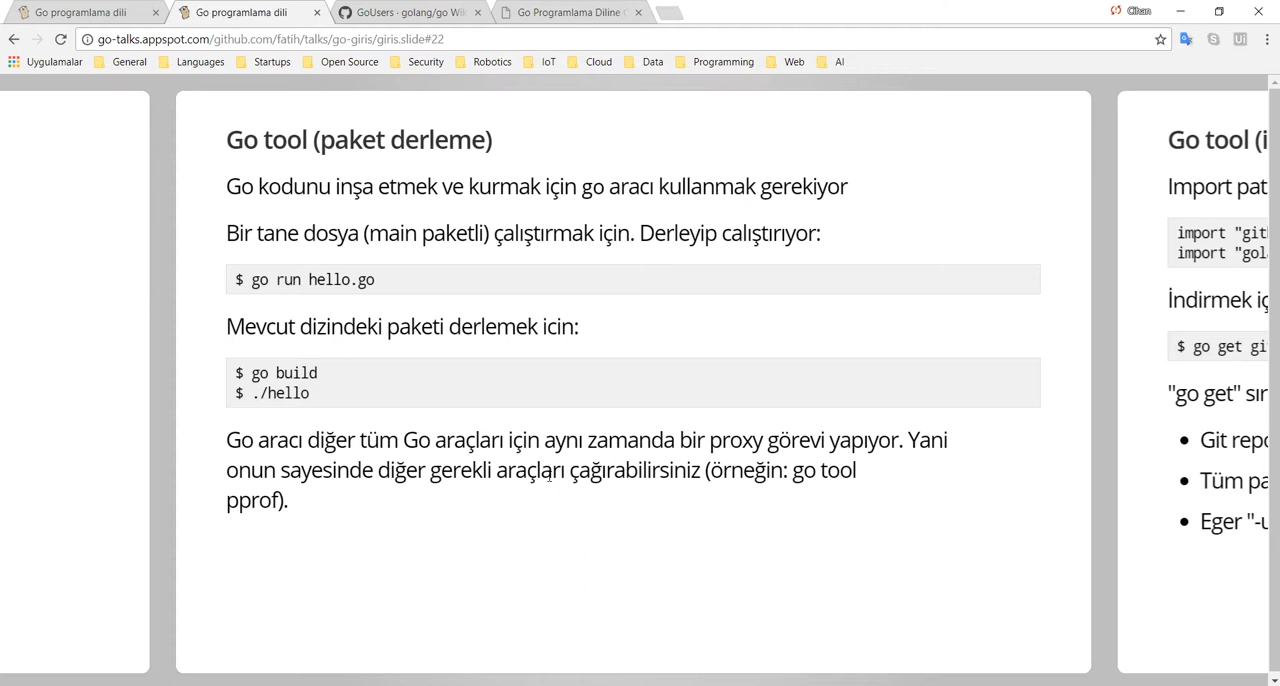 Go programlama dili
Go programlama dili
GoUsers · golang/go Wik
Go Programlama Diline
Cihan
go-talks.appspot.com/github.com/fatih/talks/go-giris/giris.slide#22
Uygulamalar
General
Languages
Startups
Open Source
Security
Robotics
IoT
Cloud
Data
Programming
Web
AI
Go tool (paket derleme)
Go kodunu inşa etmek ve kurmak için go aracı kullanmak gerekiyor
Bir tane dosya (main paketli) çalıştırmak için. Derleyip calıştırıyor:
$ go run hello.go
Mevcut dizindeki paketi derlemek icin:
$ go build
$ ./hello
Go aracı diğer tüm Go araçları için aynı zamanda bir proxy görevi yapıyor. Yani
onun sayesinde diğer gerekli araçları çağırabilirsiniz (örneğin: go tool
pprof).
Go tool (i
Import pat
import "git
import "gol
İndirmek iç
$ go get gi
"go get" sır
Git repo
Tüm pa
Eger "-u